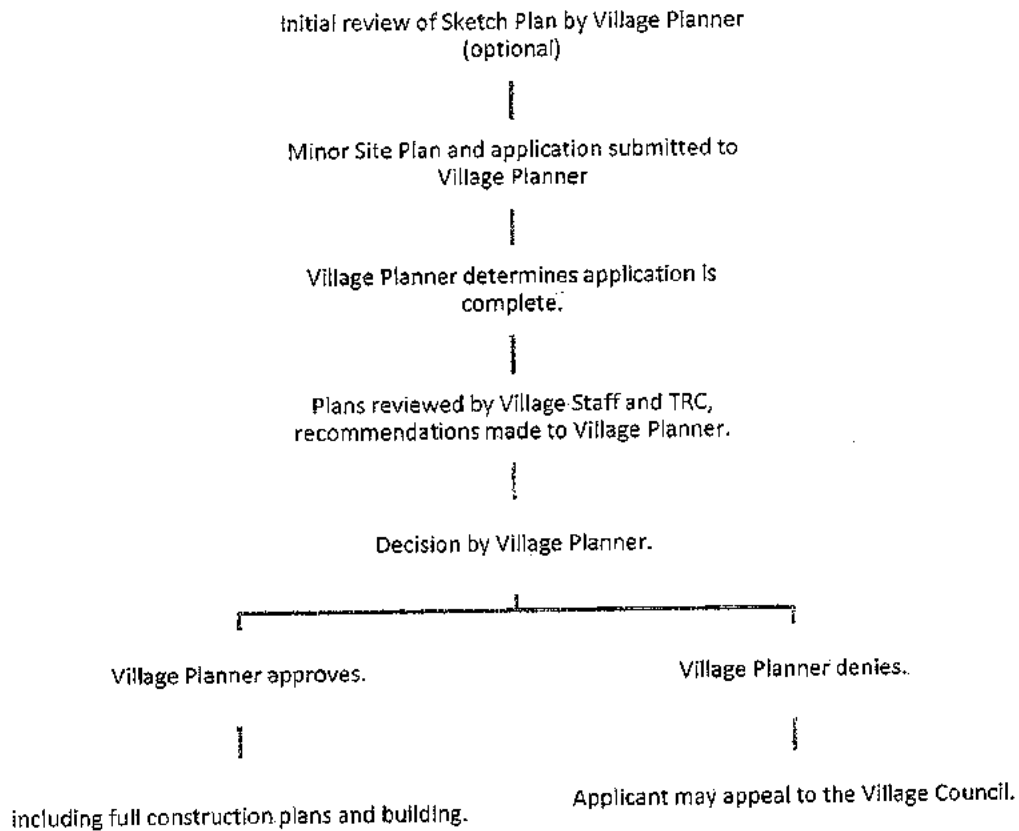 Initial review of Sketch Plan by Village Planner
(optional)
Minor Site Plan and application submitted to
Village Planner
Village Planner determines application is
complete.
Plans reviewed by Village Staff and TRC,
recommendations made to Village Planner.
Decision by Village Planner.
Village Planner approves.
Village Planner denies.
including full construction plans and building.
Applicant may appeal to the Village Council.